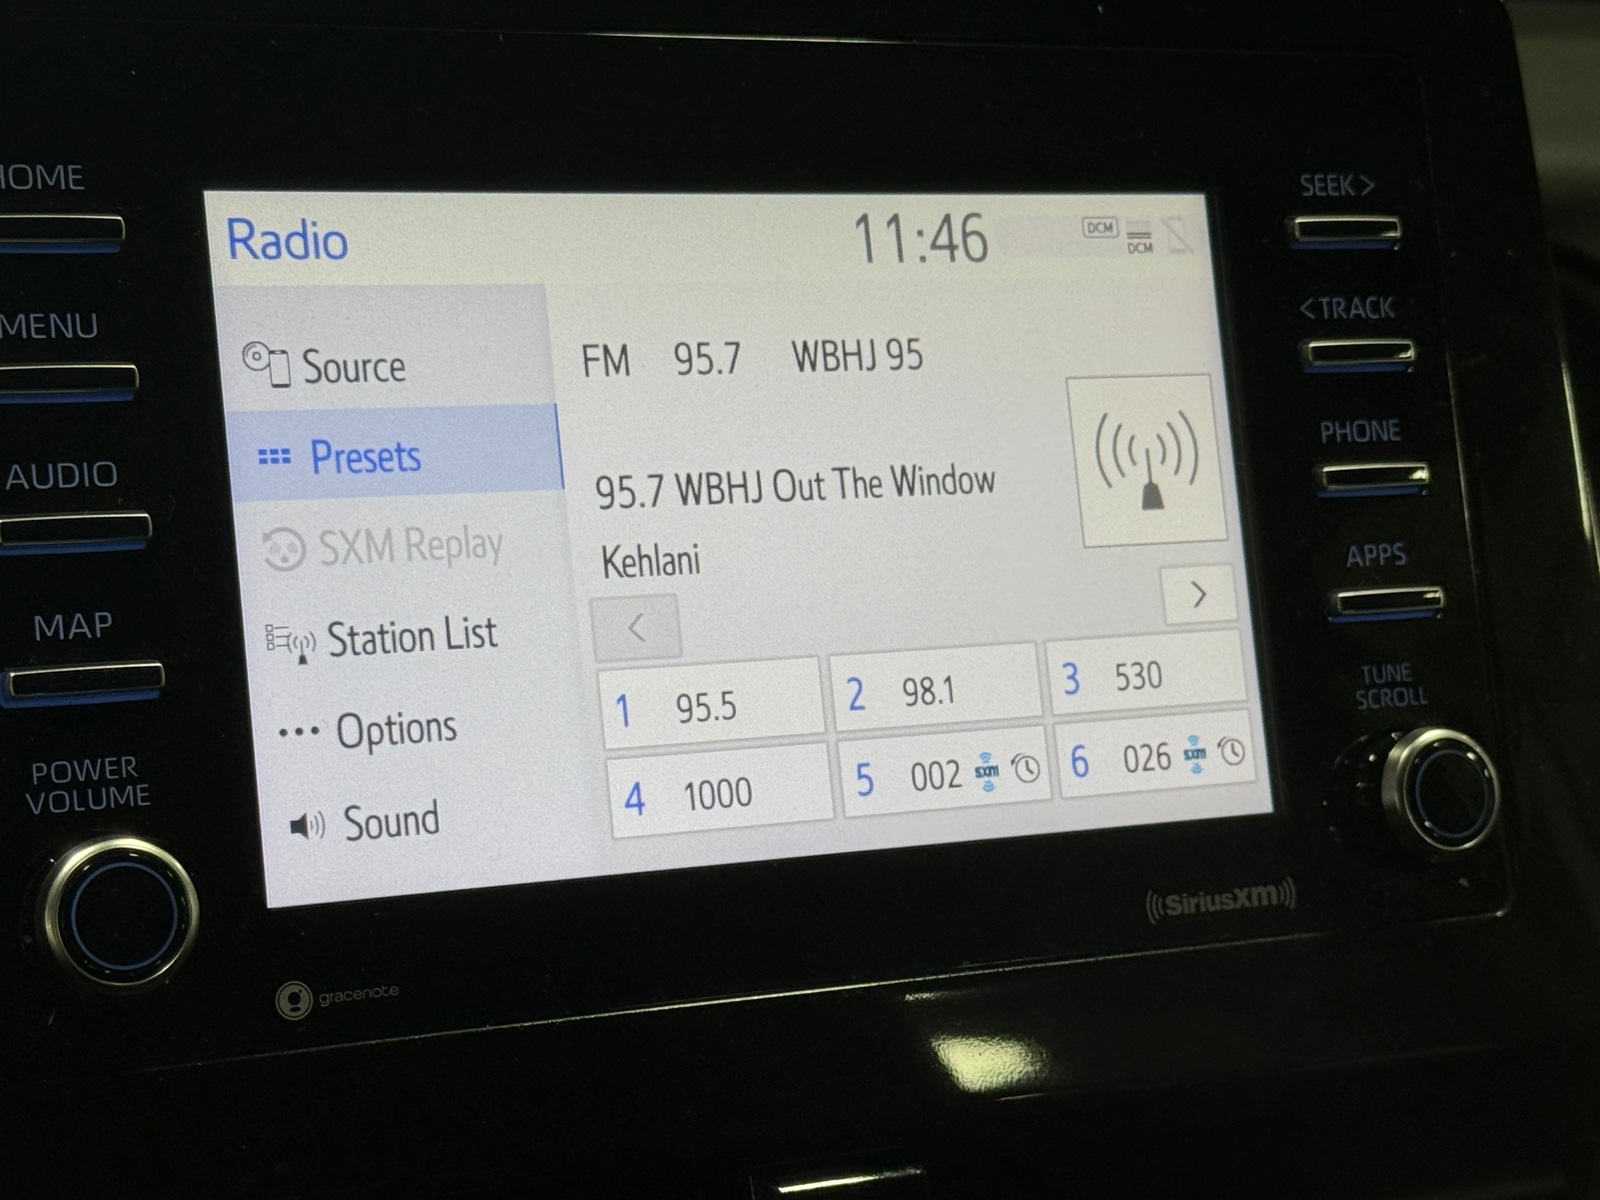 HOME
MENU
AUDIO
MAP
POWER
VOLUME
Radio
11:46
DCM
DCM
Source
Presets
SXM Replay
Station List
Options
Sound
FM 95.7 WBHJ 95
95.7 WBHJ Out The Window
Kehlani
<
>
1 95.5
2 98.1
3 530
4 1000
5 002 sxm
6 026 sxm
SEEK >
< TRACK
PHONE
APPS
TUNE
SCROLL
SiriusXM
gracenote